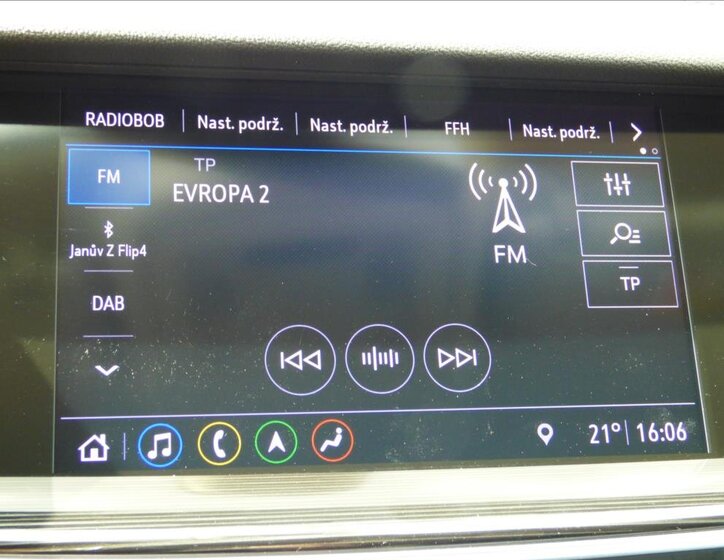 RADIOBOB
Nast. podrž.
Nast. podrž.
FFH
Nast. podrž.
FM
TP
EVROPA 2
FM
Janův Z Flip4
DAB
TP
21° 16:06